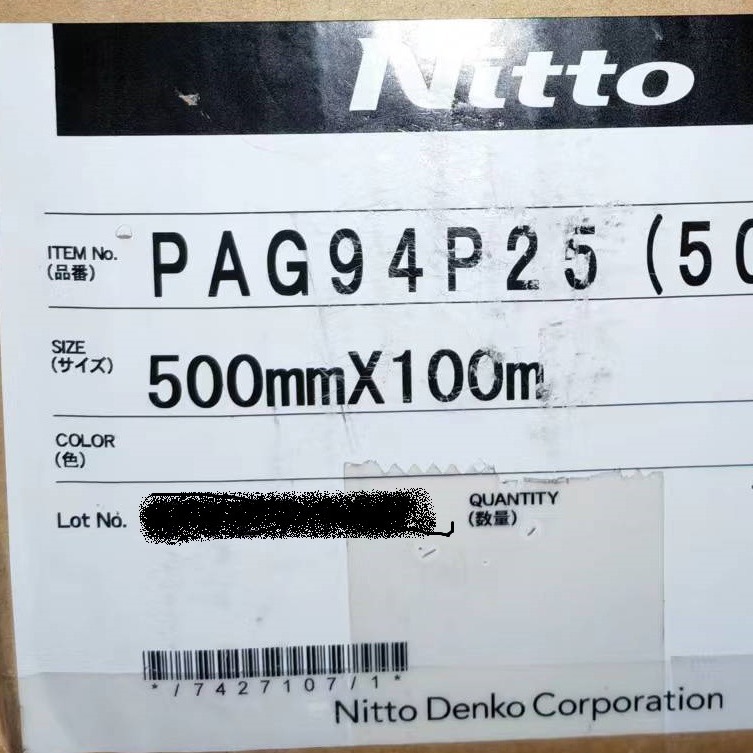 Nitto
ITEM No.
(品番)
PAG94P25 (50
SIZE
(サイズ)
500mmX100m
COLOR
(色)
Lot No.
QUANTITY
(数量)
*/7427107/1*
Nitto Denko Corporation